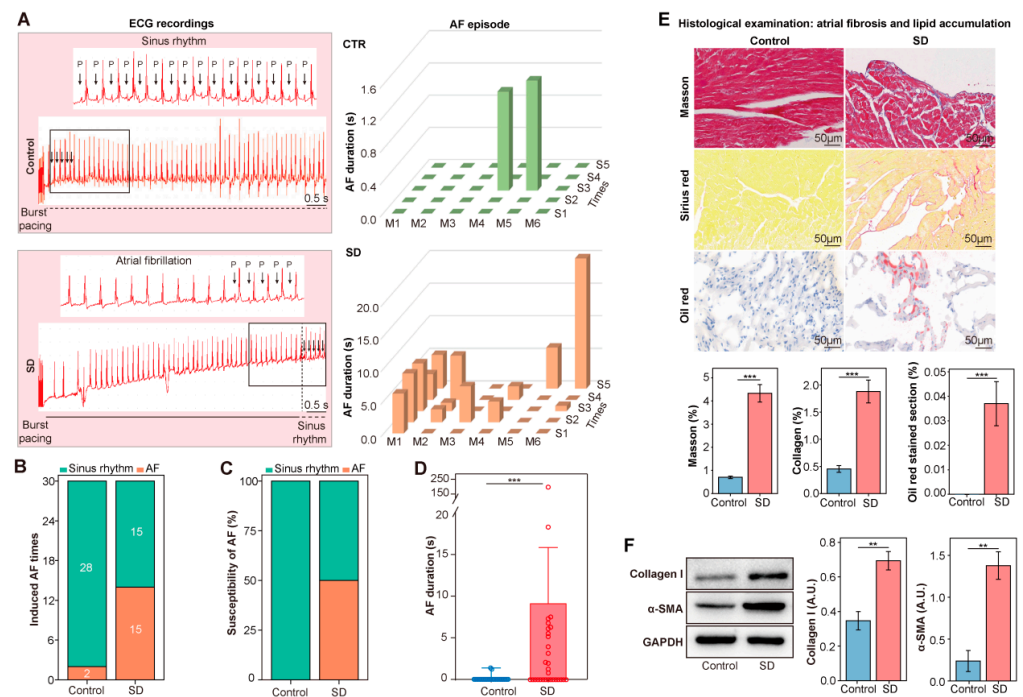 A
ECG recordings
AF episode
Sinus rhythm
P P P P P P P P P P P P P P P P
Control
Burst pacing
0.5 s
CTR
AF duration (s)
1.6
1.2
0.8
0.4
0.0
M1 M2 M3 M4 M5 M6
S5
S4
S3
S2
S1
Times
Atrial fibrillation
P P P P P
SD
Burst pacing
0.5 s
Sinus rhythm
SD
AF duration (s)
20.0
15.0
10.0
5.0
0.0
M1 M2 M3 M4 M5 M6
S5
S4
S3
S2
S1
Times
B
Sinus rhythm AF
Induced AF times
30
24
18
12
6
0
28
2
15
15
Control SD
C
Sinus rhythm AF
Susceptibility of AF (%)
100
75
50
25
0
Control SD
D
AF duration (s)
250
150
20
15
10
5
0
***
Control SD
E
Histological examination: atrial fibrosis and lipid accumulation
Control SD
Masson
50μm 50μm
Sirius red
50μm 50μm
Oil red
50μm 50μm
Masson (%)
5
4
3
2
1
0
***
Control SD
Collagen (%)
2.0
1.5
1.0
0.5
0.0
***
Control SD
Oil red stained section (%)
0.05
0.04
0.03
0.02
0.01
0.00
***
Control SD
F
Collagen I
α-SMA
GAPDH
Control SD
Collagen I (A.U.)
0.8
0.6
0.4
0.2
0.0
**
Control SD
α-SMA (A.U.)
1.5
1.0
0.5
0.0
**
Control SD